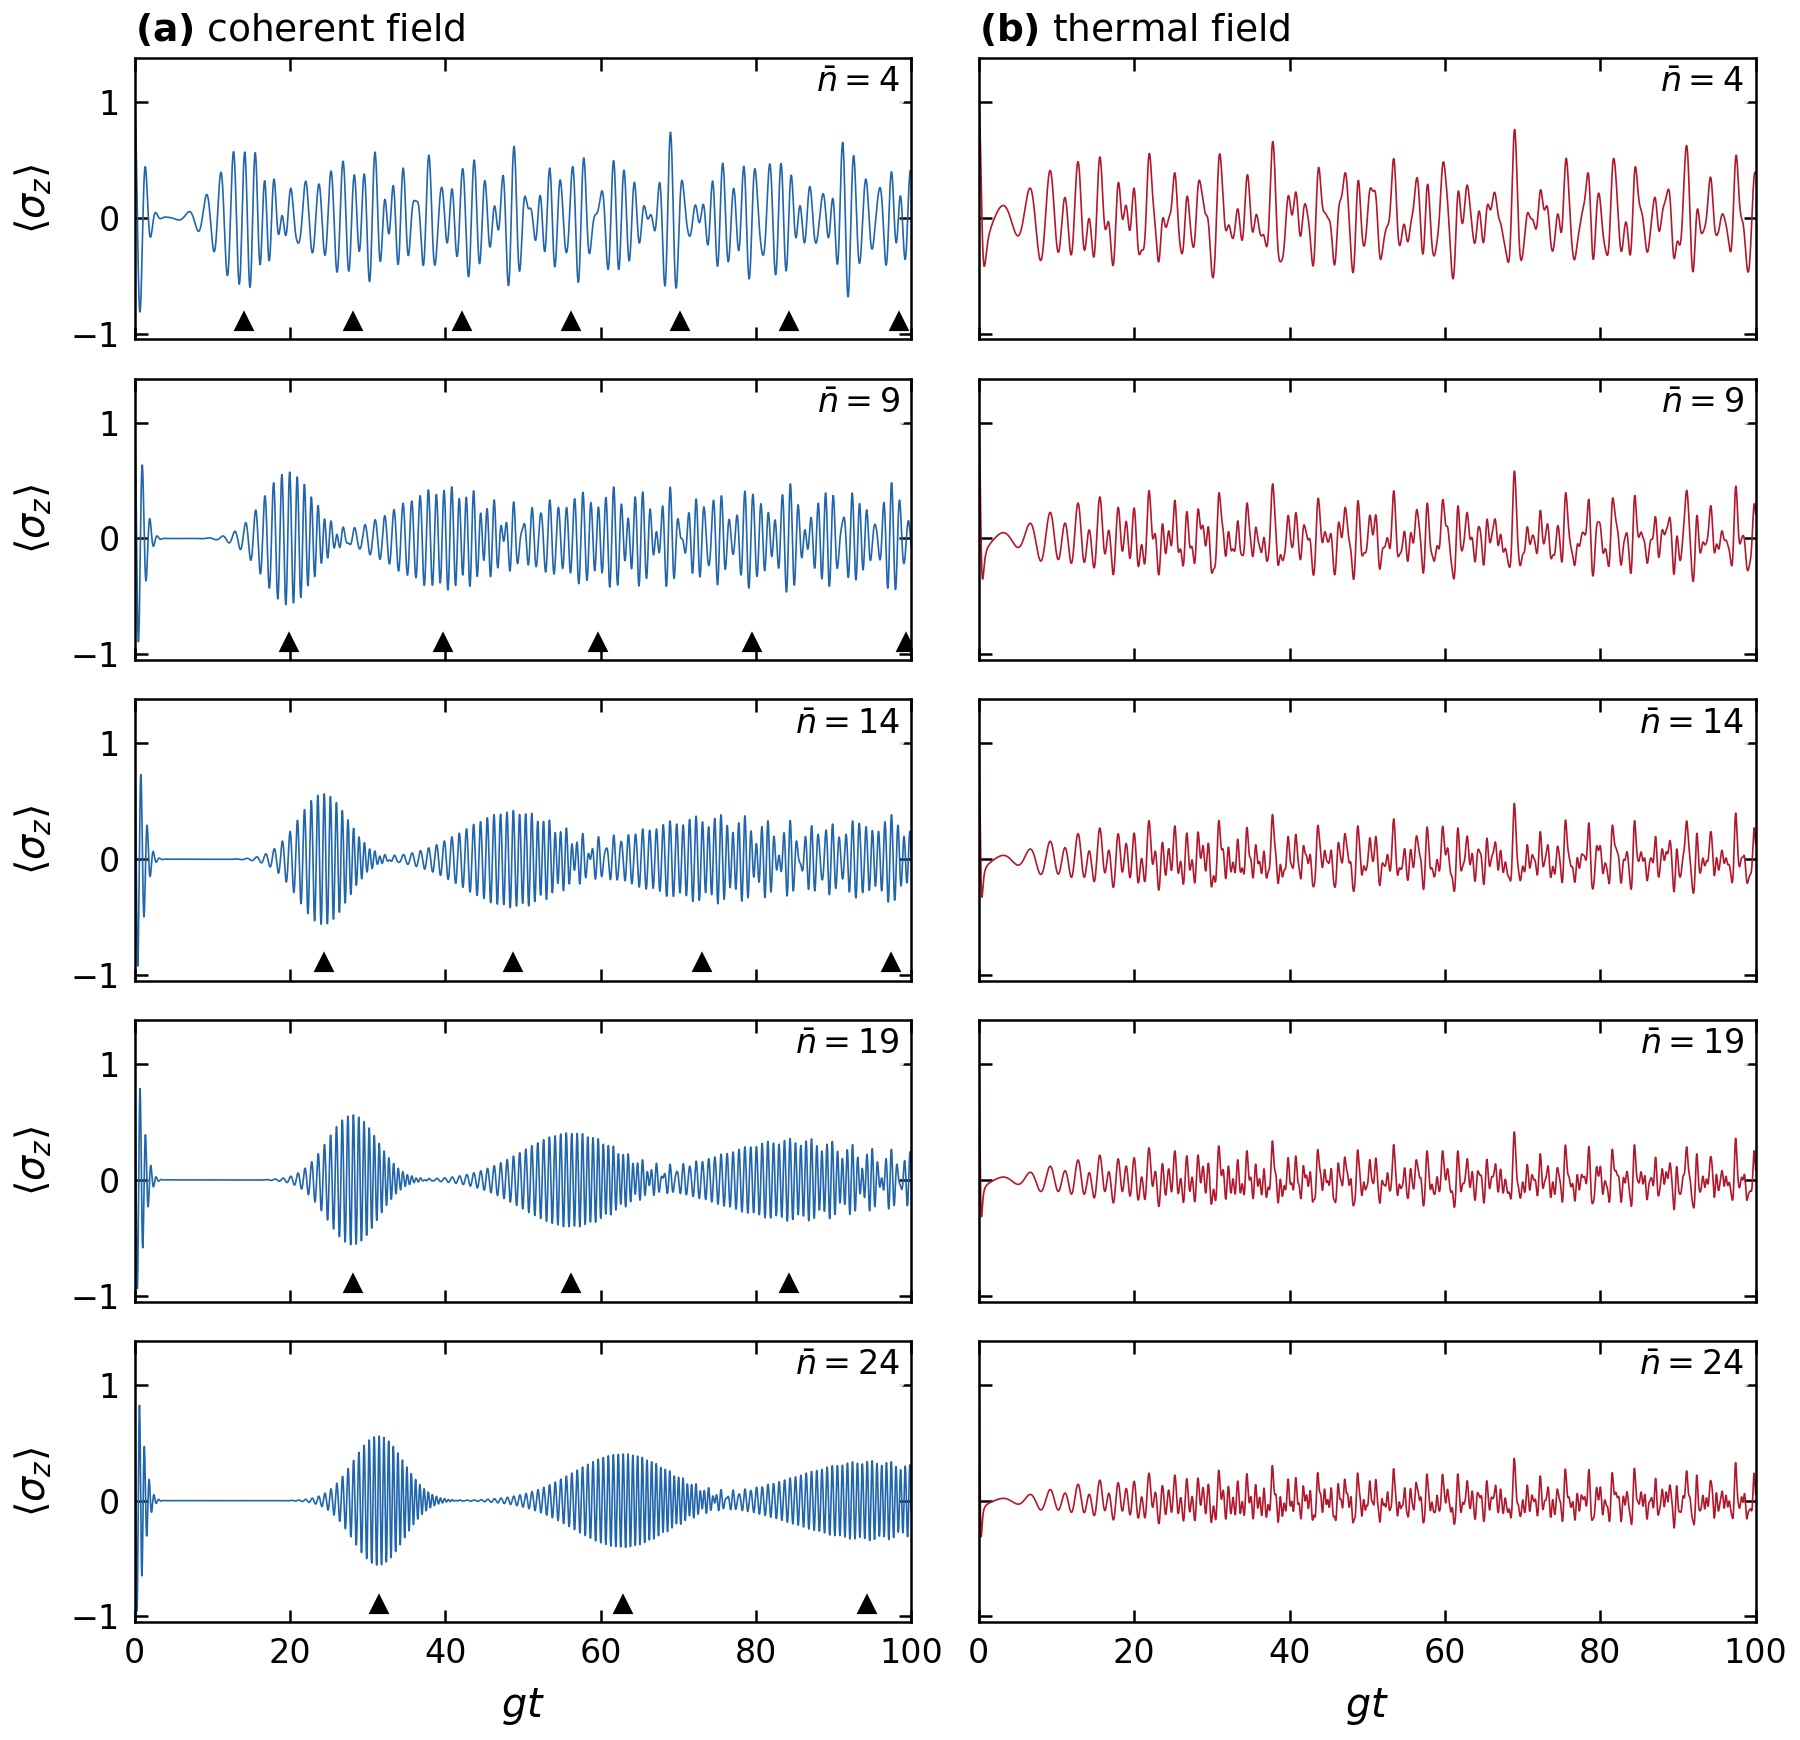 (a) coherent field
(b) thermal field
n̄ = 4
n̄ = 4
1
0
−1
⟨σz⟩
n̄ = 9
n̄ = 9
1
0
−1
⟨σz⟩
n̄ = 14
n̄ = 14
1
0
−1
⟨σz⟩
n̄ = 19
n̄ = 19
1
0
−1
⟨σz⟩
n̄ = 24
n̄ = 24
1
0
−1
⟨σz⟩
0 20 40 60 80 100
0 20 40 60 80 100
gt
gt